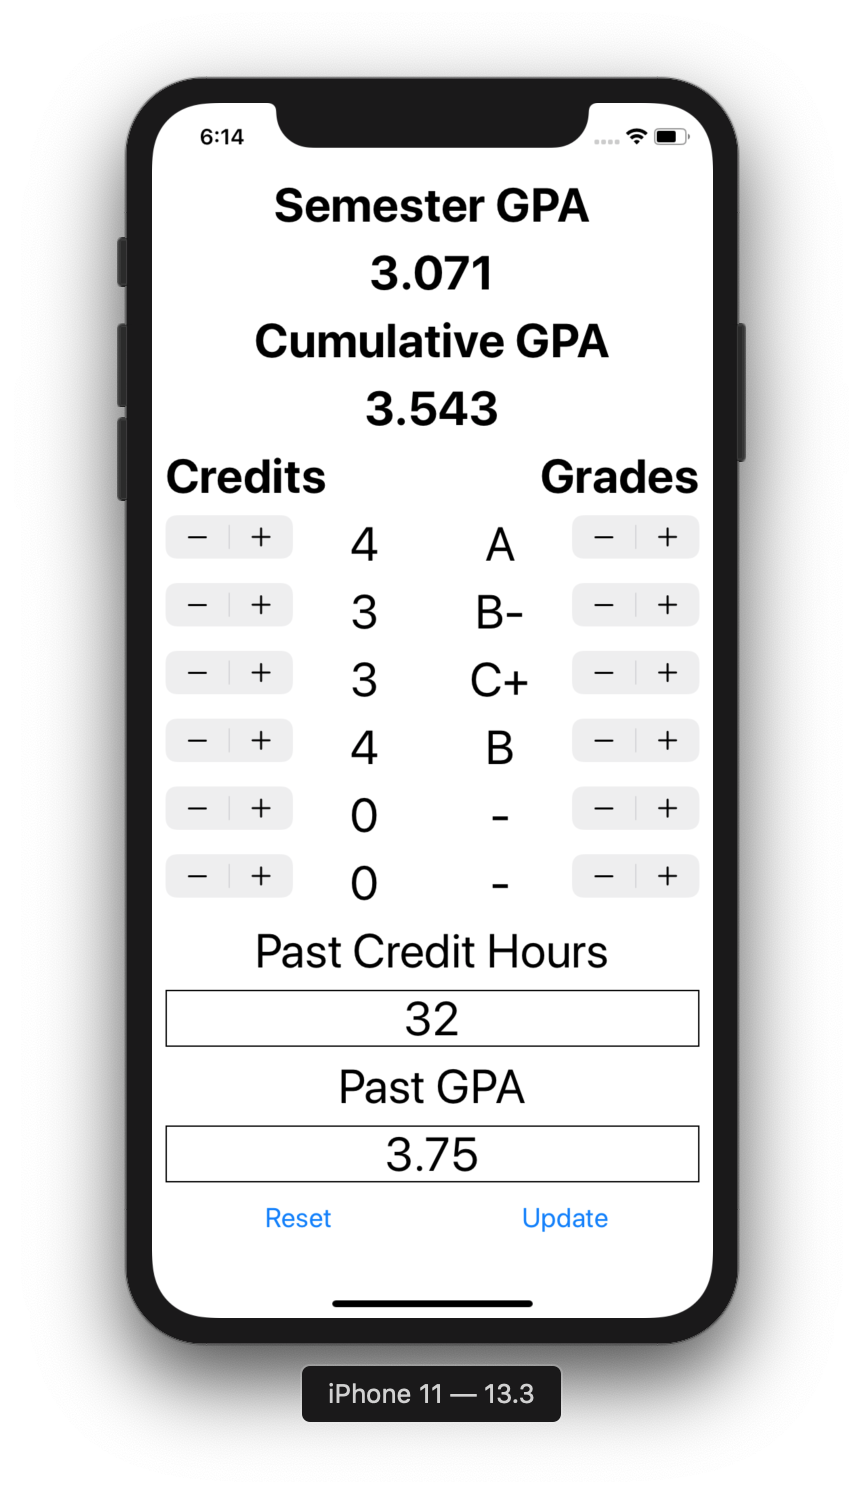 6:14
Semester GPA
3.071
Cumulative GPA
3.543
Credits Grades
− + 4 A − +
− + 3 B- − +
− + 3 C+ − +
− + 4 B − +
− + 0 - − +
− + 0 - − +
Past Credit Hours
32
Past GPA
3.75
Reset Update
iPhone 11 — 13.3